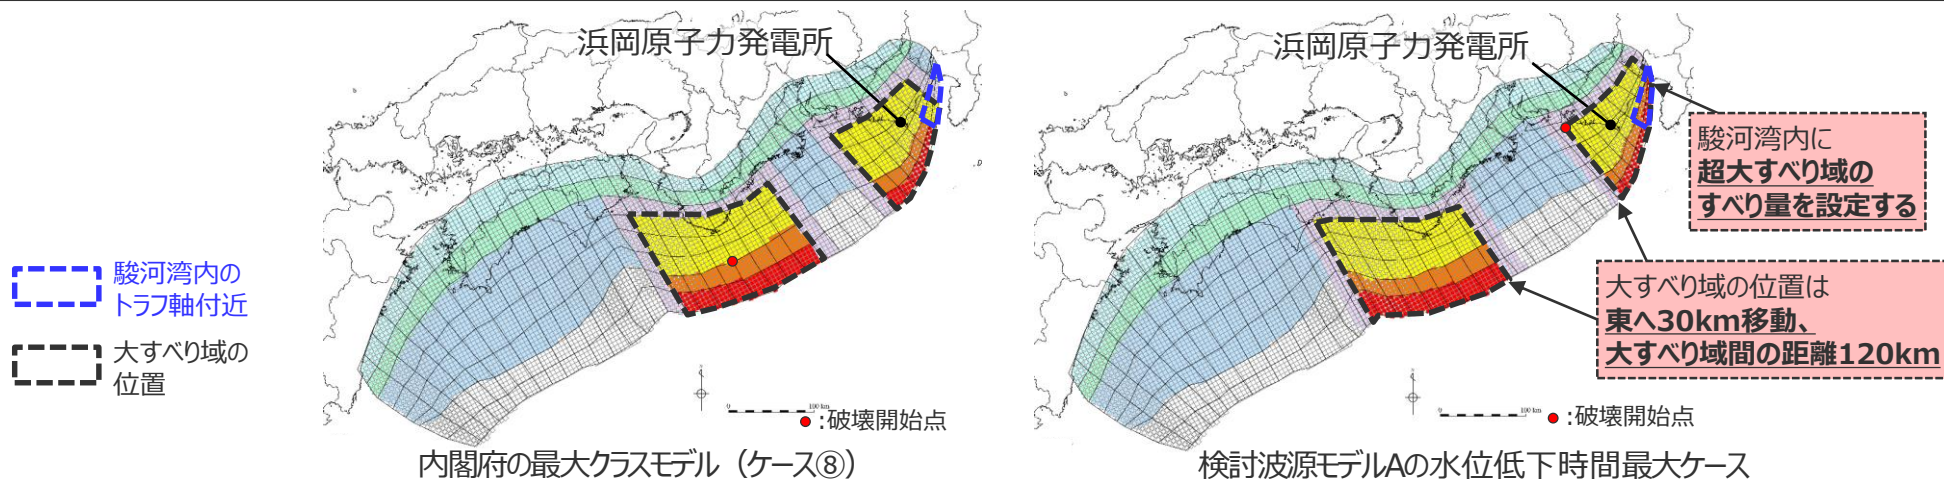 浜岡原子力発電所
駿河湾内の
トラフ軸付近
大すべり域の
位置
0 100 km
●:破壊開始点
内閣府の最大クラスモデル（ケース⑧）
浜岡原子力発電所
駿河湾内に
超大すべり域の
すべり量を設定する
大すべり域の位置は
東へ30km移動、
大すべり域間の距離120km
0 100 km
●:破壊開始点
検討波源モデルAの水位低下時間最大ケース